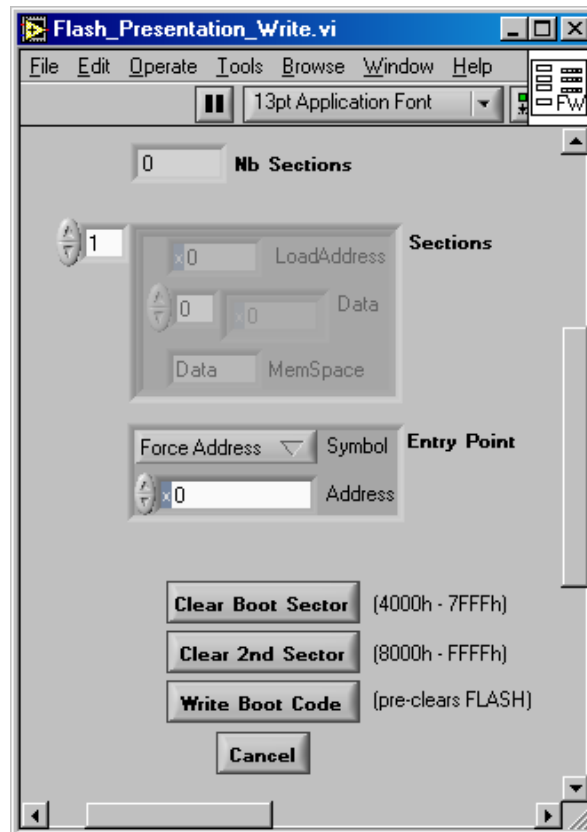 Flash_Presentation_Write.vi
File Edit Operate Tools Browse Window Help
13pt Application Font
FW
0 Nb Sections
1 Sections
x0 LoadAddress
0 x0 Data
Data MemSpace
Entry Point
Force Address Symbol
x0 Address
Clear Boot Sector (4000h - 7FFFh)
Clear 2nd Sector (8000h - FFFFh)
Write Boot Code (pre-clears FLASH)
Cancel